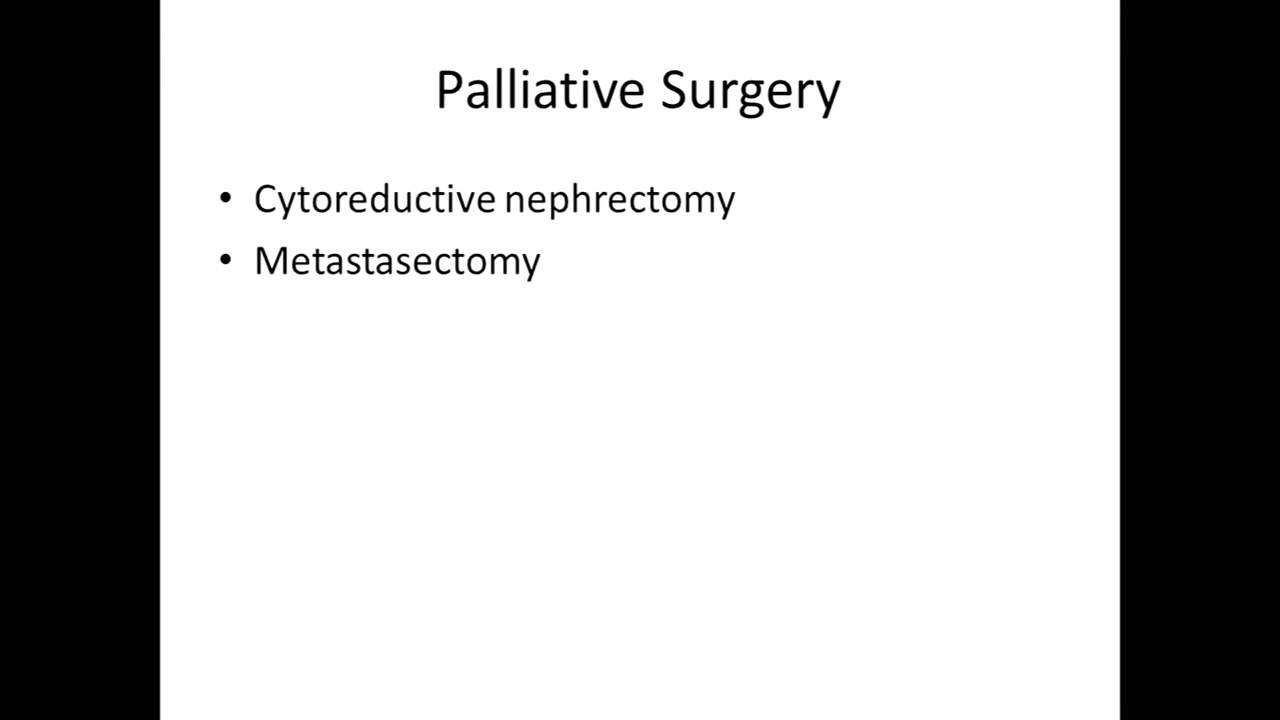 Palliative Surgery
• Cytoreductive nephrectomy
• Metastasectomy